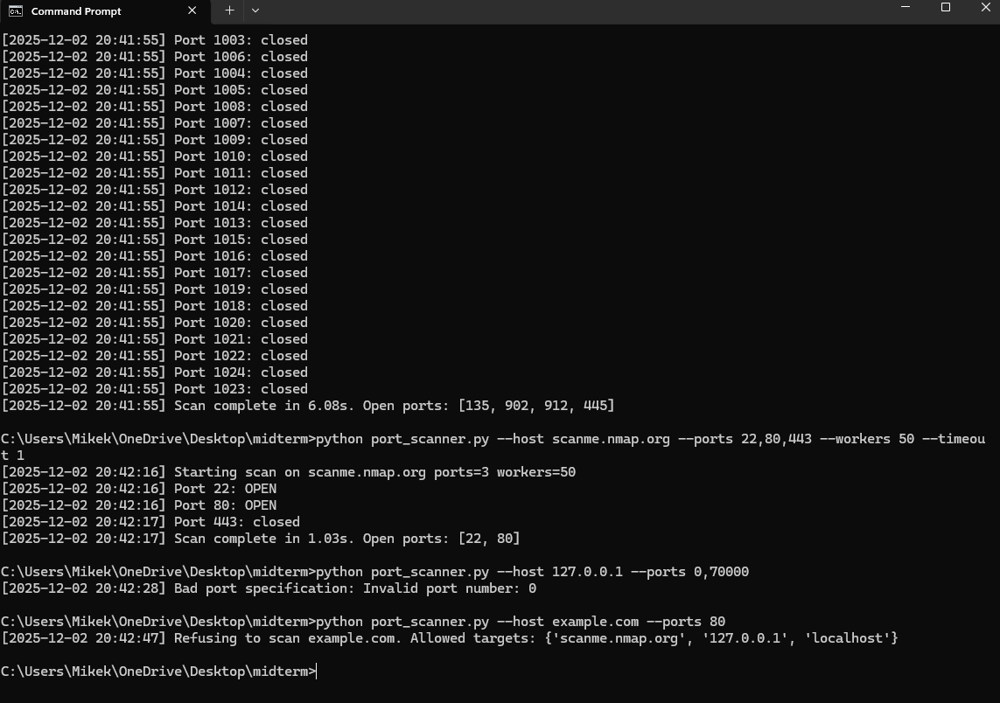 Command Prompt
[2025-12-02 20:41:55] Port 1003: closed
[2025-12-02 20:41:55] Port 1006: closed
[2025-12-02 20:41:55] Port 1004: closed
[2025-12-02 20:41:55] Port 1005: closed
[2025-12-02 20:41:55] Port 1008: closed
[2025-12-02 20:41:55] Port 1007: closed
[2025-12-02 20:41:55] Port 1009: closed
[2025-12-02 20:41:55] Port 1010: closed
[2025-12-02 20:41:55] Port 1011: closed
[2025-12-02 20:41:55] Port 1012: closed
[2025-12-02 20:41:55] Port 1014: closed
[2025-12-02 20:41:55] Port 1013: closed
[2025-12-02 20:41:55] Port 1015: closed
[2025-12-02 20:41:55] Port 1016: closed
[2025-12-02 20:41:55] Port 1017: closed
[2025-12-02 20:41:55] Port 1019: closed
[2025-12-02 20:41:55] Port 1018: closed
[2025-12-02 20:41:55] Port 1020: closed
[2025-12-02 20:41:55] Port 1021: closed
[2025-12-02 20:41:55] Port 1022: closed
[2025-12-02 20:41:55] Port 1024: closed
[2025-12-02 20:41:55] Port 1023: closed
[2025-12-02 20:41:55] Scan complete in 6.08s. Open ports: [135, 902, 912, 445]
C:\Users\Mikek\OneDrive\Desktop\midterm>python port_scanner.py --host scanme.nmap.org --ports 22,80,443 --workers 50 --timeou
t 1
[2025-12-02 20:42:16] Starting scan on scanme.nmap.org ports=3 workers=50
[2025-12-02 20:42:16] Port 22: OPEN
[2025-12-02 20:42:16] Port 80: OPEN
[2025-12-02 20:42:17] Port 443: closed
[2025-12-02 20:42:17] Scan complete in 1.03s. Open ports: [22, 80]
C:\Users\Mikek\OneDrive\Desktop\midterm>python port_scanner.py --host 127.0.0.1 --ports 0,70000
[2025-12-02 20:42:28] Bad port specification: Invalid port number: 0
C:\Users\Mikek\OneDrive\Desktop\midterm>python port_scanner.py --host example.com --ports 80
[2025-12-02 20:42:47] Refusing to scan example.com. Allowed targets: {'scanme.nmap.org', '127.0.0.1', 'localhost'}
C:\Users\Mikek\OneDrive\Desktop\midterm>